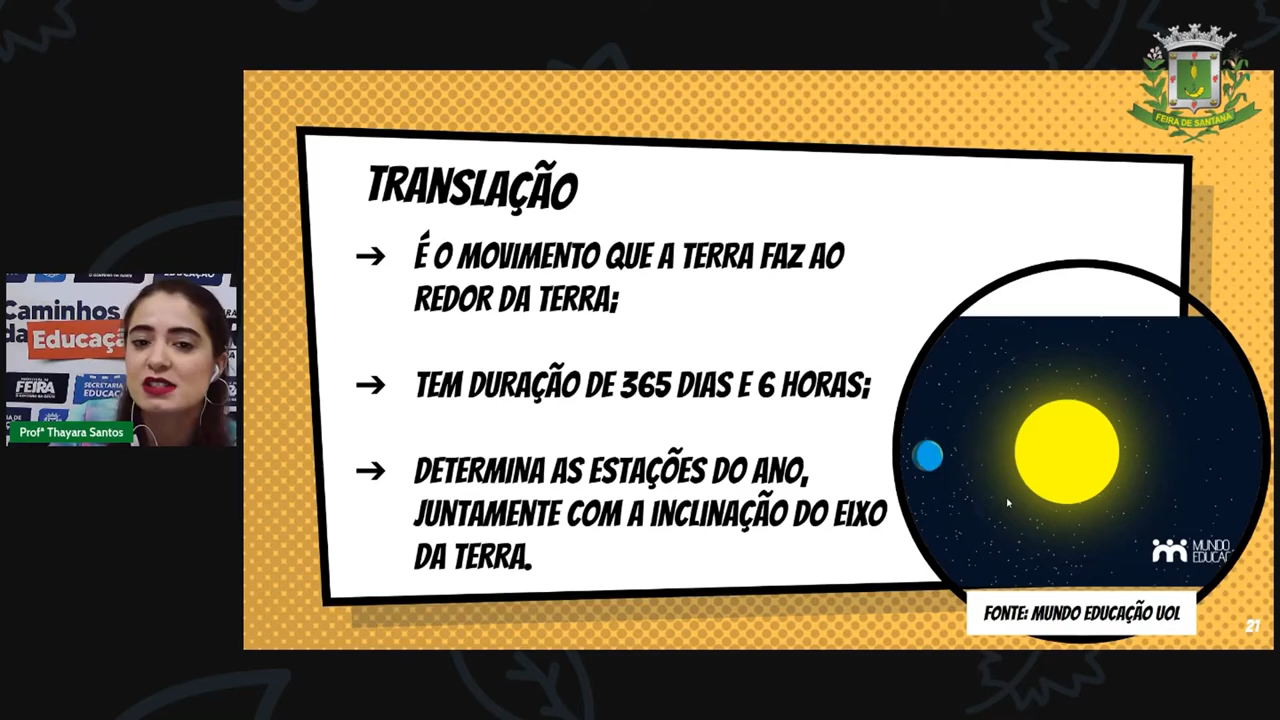 FEIRA DE SANTANA
TRANSLAÇÃO
➔ É O MOVIMENTO QUE A TERRA FAZ AO
REDOR DA TERRA;
➔ TEM DURAÇÃO DE 365 DIAS E 6 HORAS;
➔ DETERMINA AS ESTAÇÕES DO ANO,
JUNTAMENTE COM A INCLINAÇÃO DO EIXO
DA TERRA.
Caminhos
da Educaçã
FEIRA
SECRETARIA
EDUCAÇ
Profª Thayara Santos
MUNDO
EDUCAÇ
FONTE: MUNDO EDUCAÇÃO UOL
21